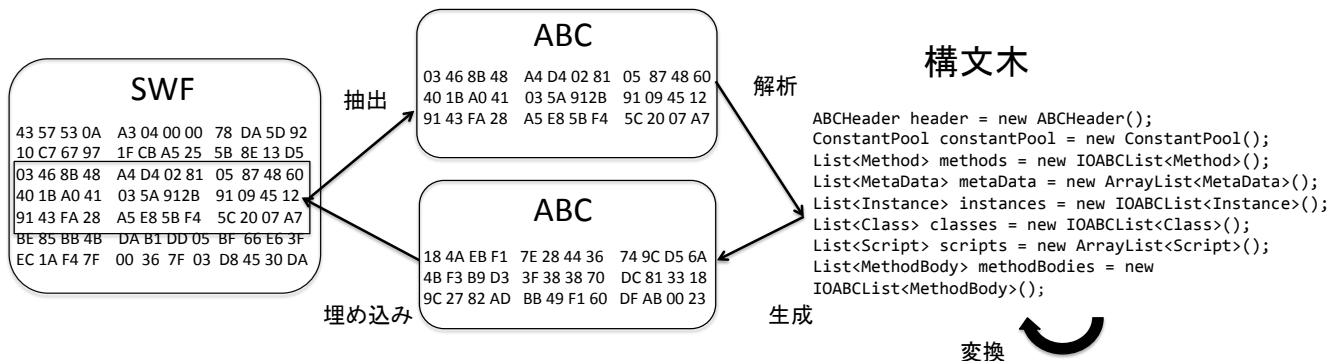 SWF
43 57 53 0A A3 04 00 00 78 DA 5D 92
10 C7 67 97 1F CB A5 25 5B 8E 13 D5
03 46 8B 48 A4 D4 02 81 05 87 48 60
40 1B A0 41 03 5A 912B 91 09 45 12
91 43 FA 28 A5 E8 5B F4 5C 20 07 A7
BE 85 BB 4B DA B1 DD 05 BF 66 E6 3F
EC 1A F4 7F 00 36 7F 03 D8 45 30 DA
抽出
ABC
03 46 8B 48 A4 D4 02 81 05 87 48 60
40 1B A0 41 03 5A 912B 91 09 45 12
91 43 FA 28 A5 E8 5B F4 5C 20 07 A7
解析
構文木
ABCHeader header = new ABCHeader();
ConstantPool constantPool = new ConstantPool();
List<Method> methods = new IOABCList<Method>();
List<MetaData> metaData = new ArrayList<MetaData>();
List<Instance> instances = new IOABCList<Instance>();
List<Class> classes = new IOABCList<Class>();
List<Script> scripts = new ArrayList<Script>();
List<MethodBody> methodBodies = new
IOABCList<MethodBody>();
変換
生成
ABC
18 4A EB F1 7E 28 44 36 74 9C D5 6A
4B F3 B9 D3 3F 38 38 70 DC 81 33 18
9C 27 82 AD BB 49 F1 60 DF AB 00 23
埋め込み